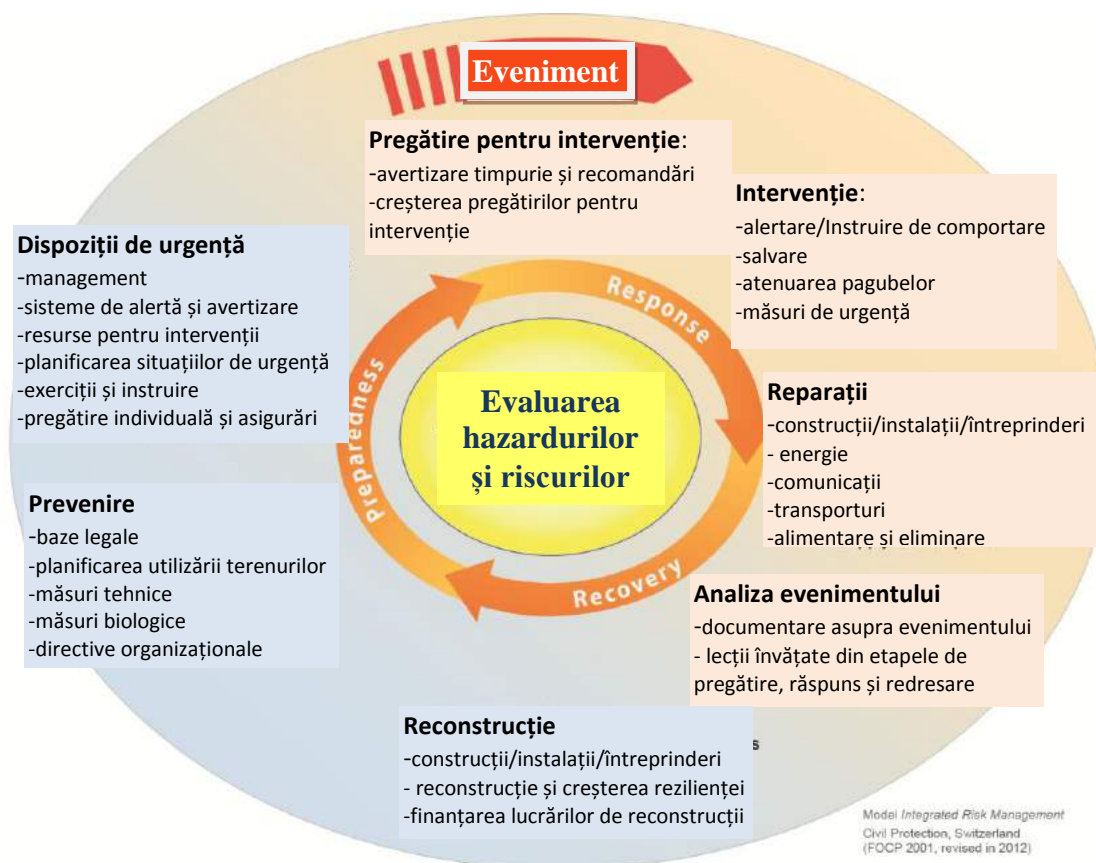 Eveniment
Pregătire pentru intervenție:
-avertizare timpurie și recomandări
-creșterea pregătirilor pentru
intervenție
Intervenție:
-alertare/Instruire de comportare
-salvare
-atenuarea pagubelor
-măsuri de urgență
Dispoziții de urgență
-management
-sisteme de alertă și avertizare
-resurse pentru intervenții
-planificarea situațiilor de urgență
-exerciții și instruire
-pregătire individuală și asigurări
Response
Preparedness
Recovery
Evaluarea
hazardurilor
și riscurilor
Reparații
-construcții/instalații/întreprinderi
- energie
-comunicații
-transporturi
-alimentare și eliminare
Prevenire
-baze legale
-planificarea utilizării terenurilor
-măsuri tehnice
-măsuri biologice
-directive organizaționale
Analiza evenimentului
-documentare asupra evenimentului
- lecții învățate din etapele de
pregătire, răspuns și redresare
Reconstrucție
-construcții/instalații/întreprinderi
- reconstrucție și creșterea rezilienței
-finanțarea lucrărilor de reconstrucții
s
Model Integrated Risk Management
Civil Protection, Switzerland
(FOCP 2001, revised in 2012)